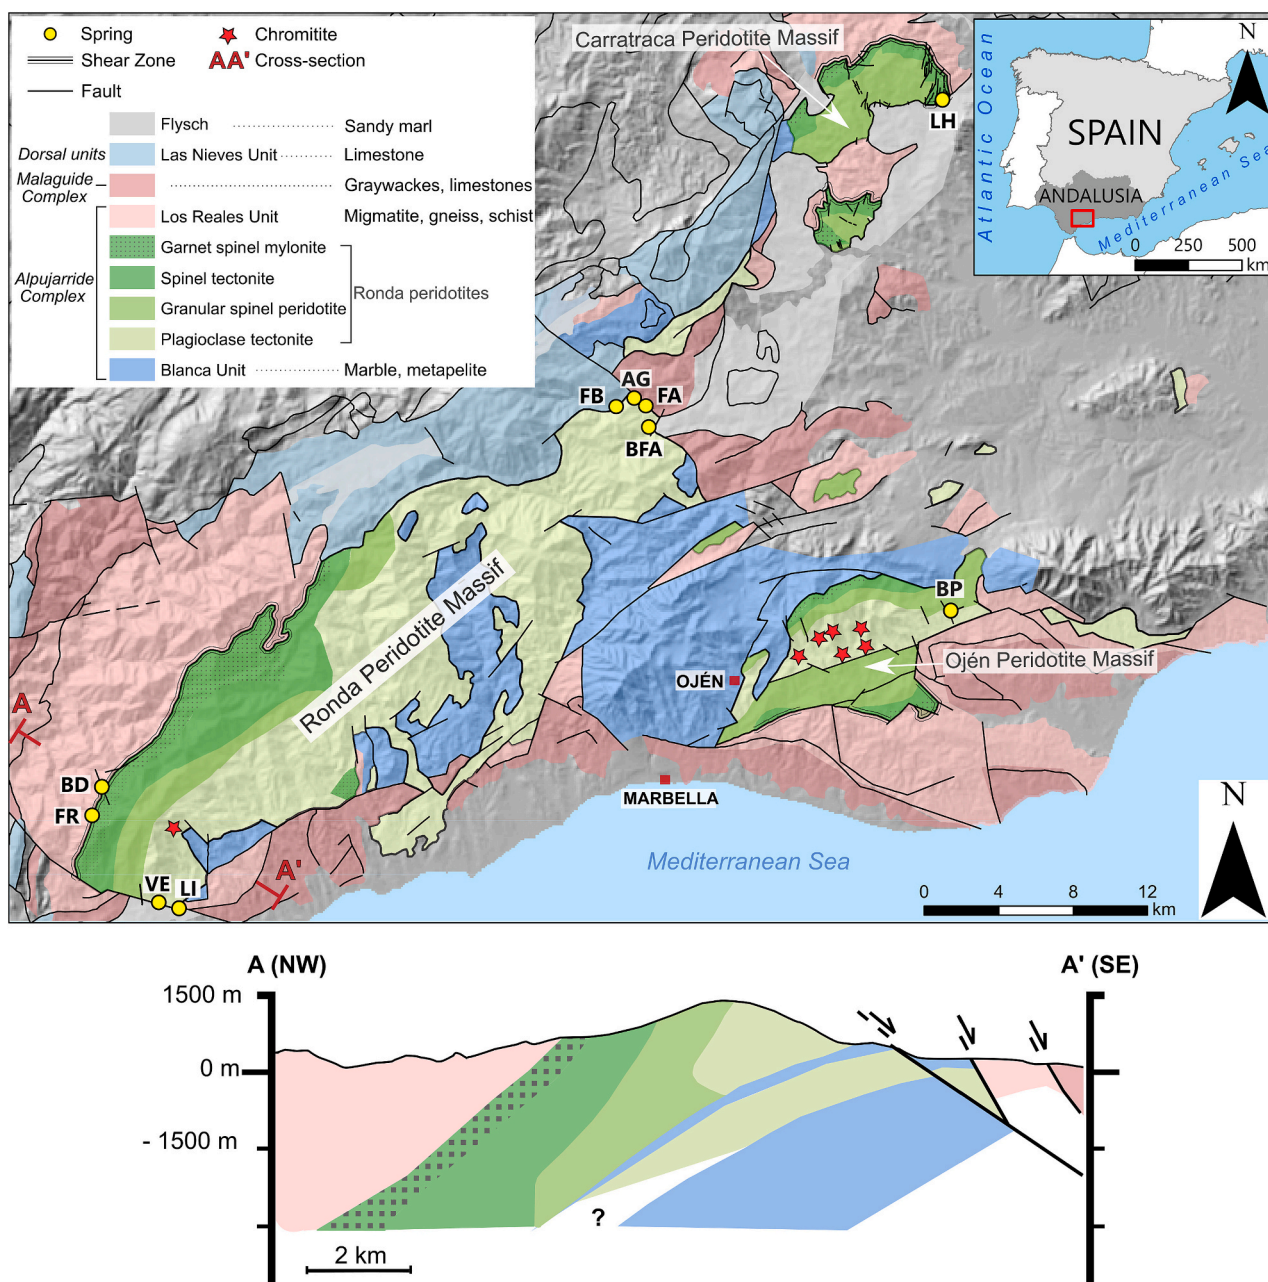 Spring
Chromitite
Shear Zone
AA' Cross-section
Fault
Flysch
Sandy marl
Dorsal units
Las Nieves Unit
Limestone
Malaguide
Complex
Graywackes, limestones
Los Reales Unit
Migmatite, gneiss, schist
Garnet spinel mylonite
Alpujarride
Complex
Spinel tectonite
Ronda peridotites
Granular spinel peridotite
Plagioclase tectonite
Blanca Unit
Marble, metapelite
Carratraca Peridotite Massif
LH
Atlantic Ocean
N
SPAIN
ANDALUSIA
Mediterranean Sea
0 250 500
km
AG
FB
FA
BFA
Ronda Peridotite Massif
BP
OJÉN
Ojén Peridotite Massif
A
BD
FR
MARBELLA
N
VE
LI
A'
Mediterranean Sea
0 4 8 12
km
A (NW)
A' (SE)
1500 m
0 m
- 1500 m
?
2 km